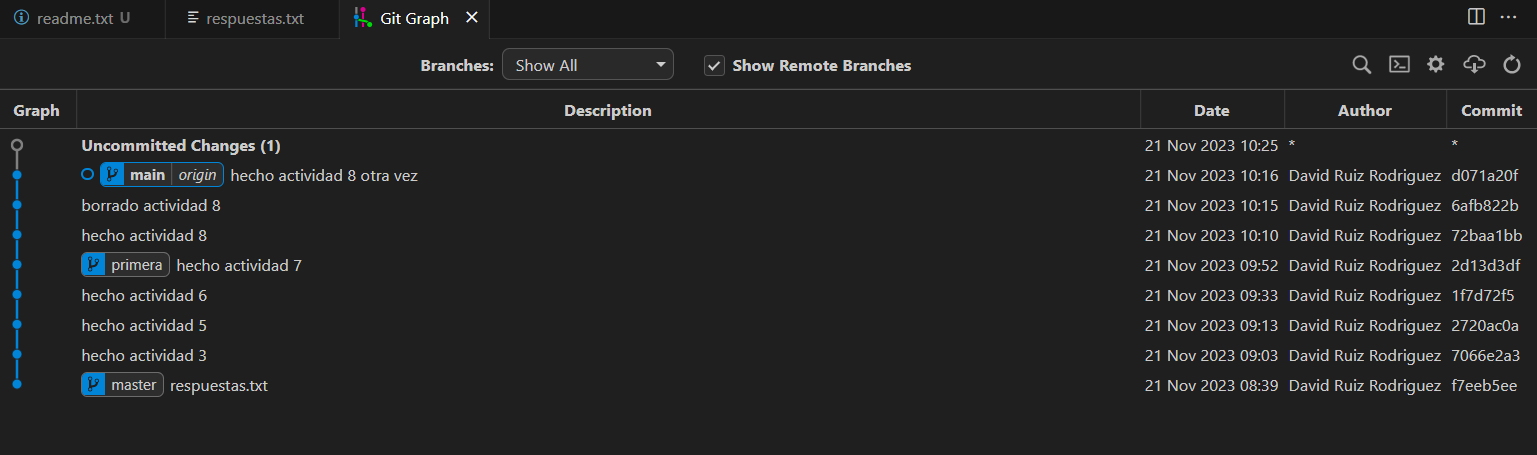 readme.txt U respuestas.txt Git Graph
Branches: Show All Show Remote Branches
Graph Description Date Author Commit
Uncommitted Changes (1) 21 Nov 2023 10:25 * *
main origin hecho actividad 8 otra vez 21 Nov 2023 10:16 David Ruiz Rodriguez d071a20f
borrado actividad 8 21 Nov 2023 10:15 David Ruiz Rodriguez 6afb822b
hecho actividad 8 21 Nov 2023 10:10 David Ruiz Rodriguez 72baa1bb
primera hecho actividad 7 21 Nov 2023 09:52 David Ruiz Rodriguez 2d13d3df
hecho actividad 6 21 Nov 2023 09:33 David Ruiz Rodriguez 1f7d72f5
hecho actividad 5 21 Nov 2023 09:13 David Ruiz Rodriguez 2720ac0a
hecho actividad 3 21 Nov 2023 09:03 David Ruiz Rodriguez 7066e2a3
master respuestas.txt 21 Nov 2023 08:39 David Ruiz Rodriguez f7eeb5ee